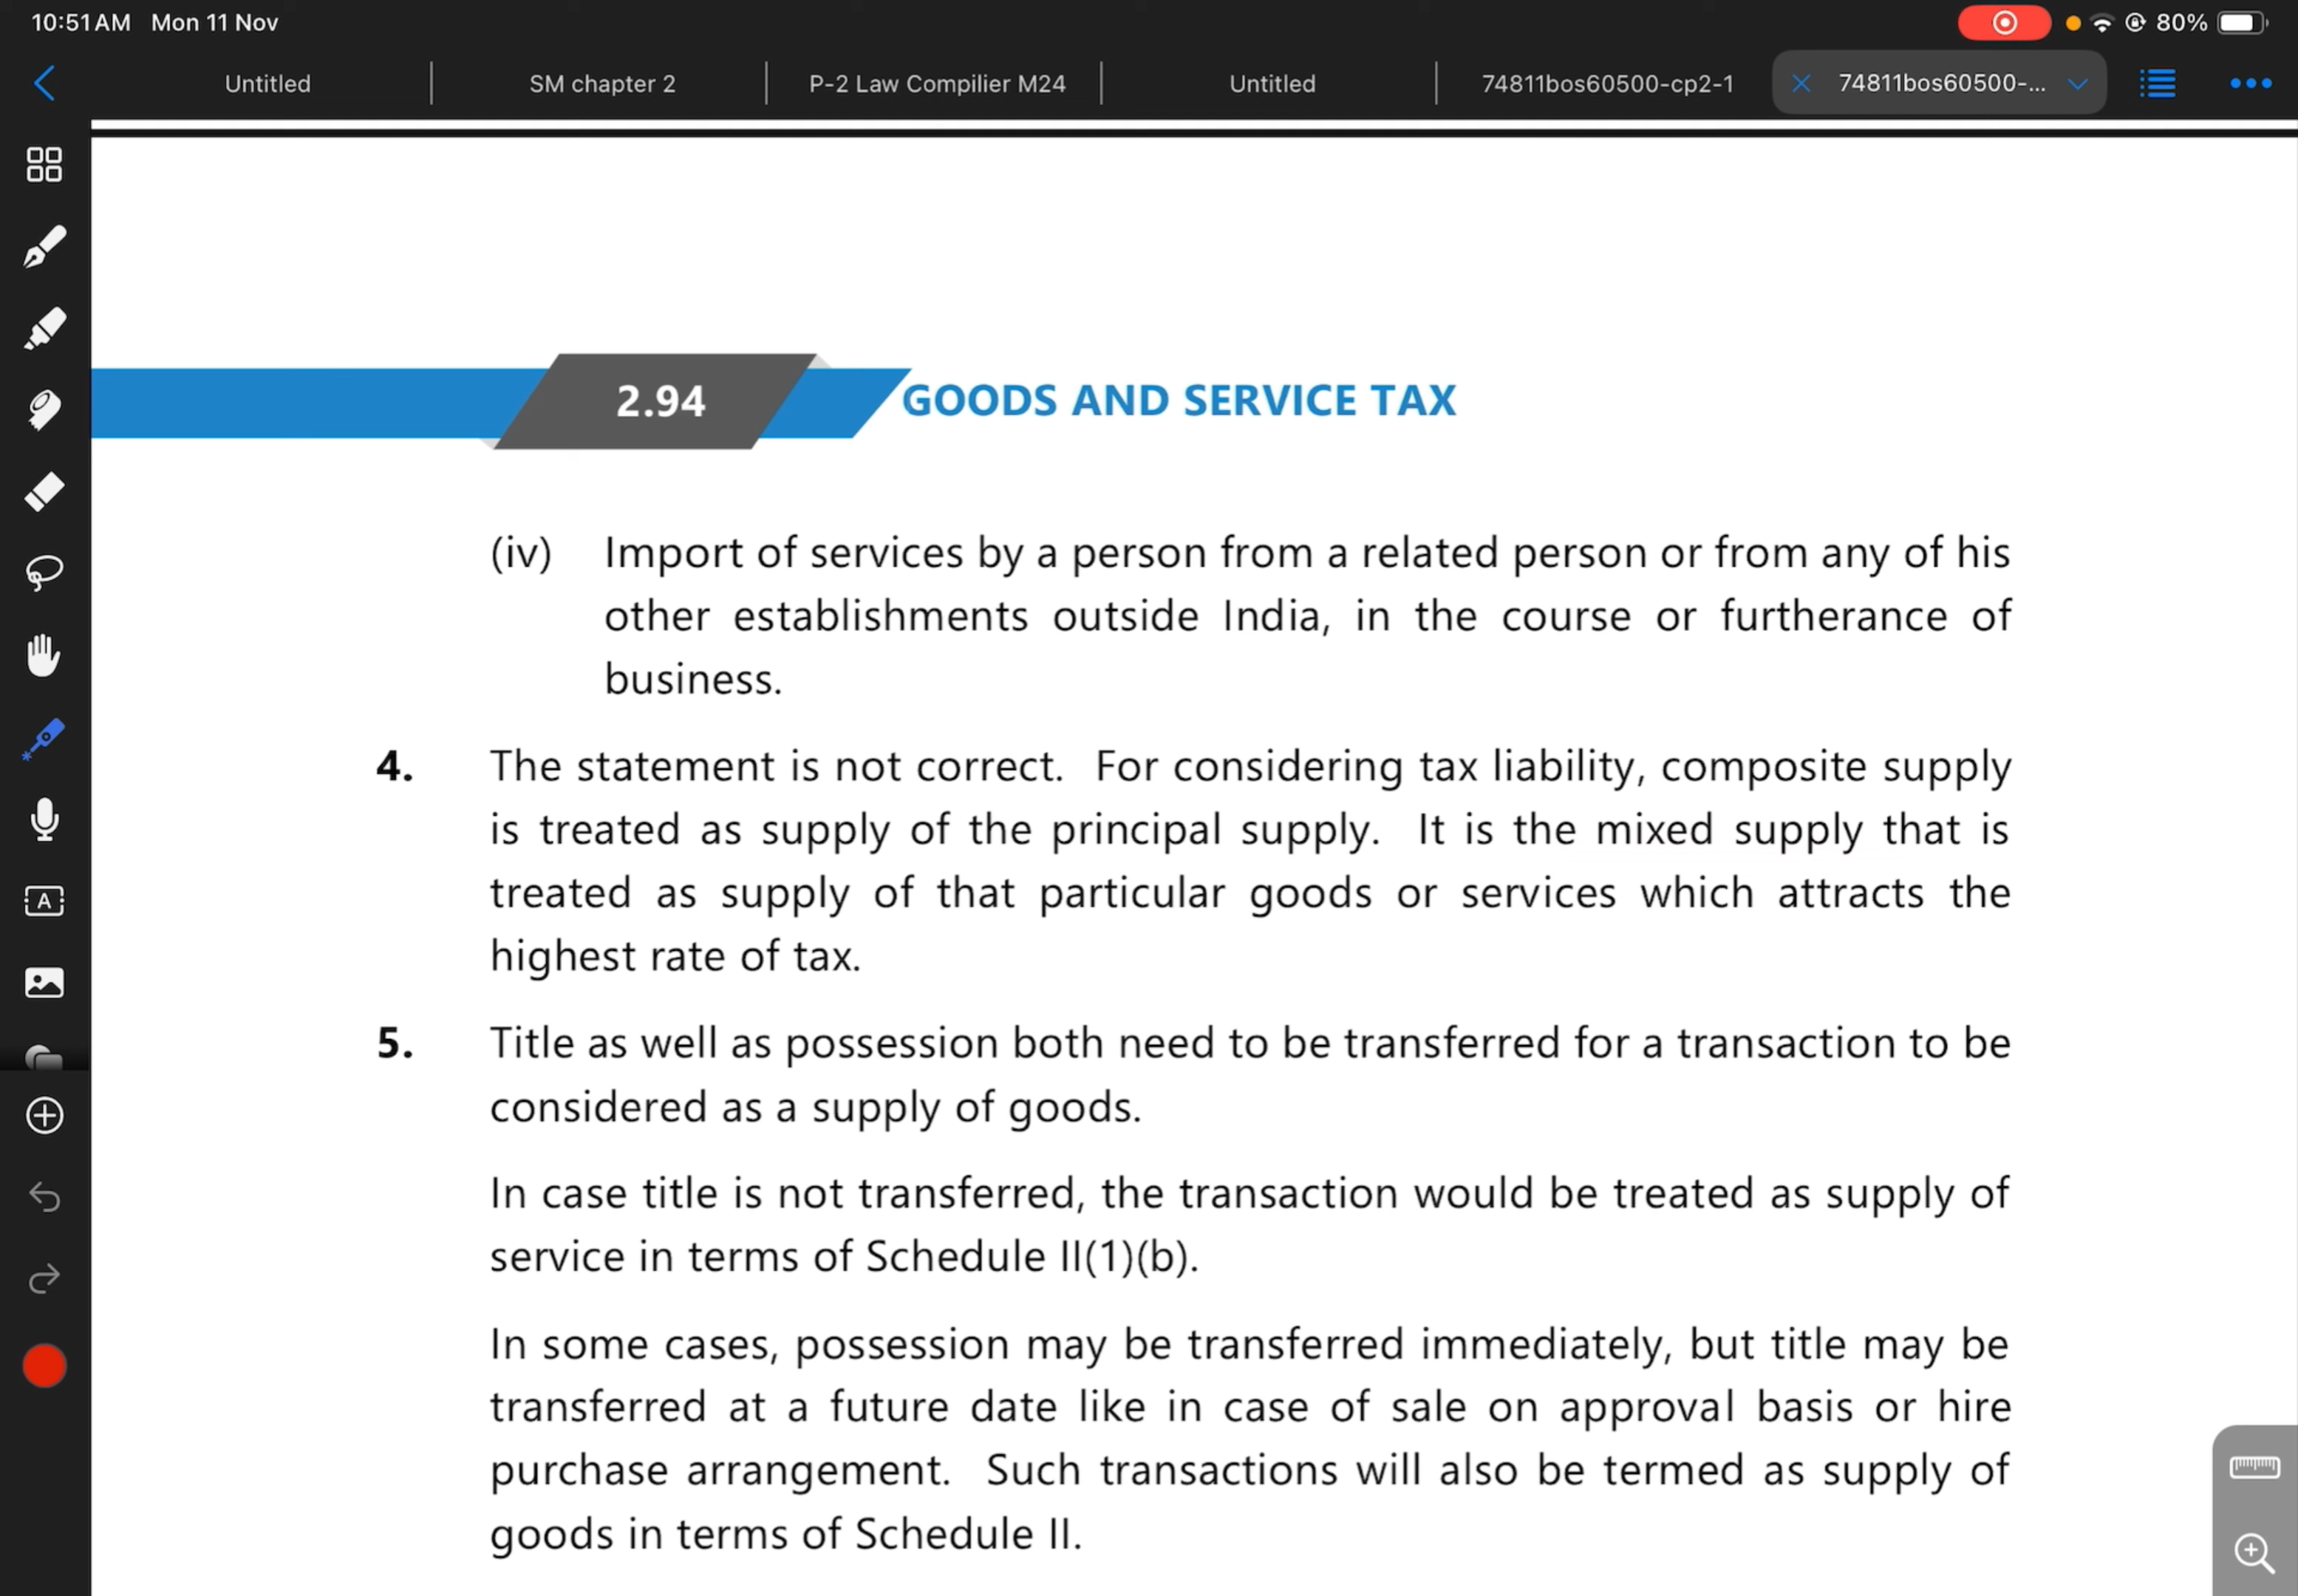 10:51 AM Mon 11 Nov
80%
Untitled
SM chapter 2
P-2 Law Compilier M24
Untitled
74811bos60500-cp2-1
74811bos60500-...
2.94
GOODS AND SERVICE TAX
(iv) Import of services by a person from a related person or from any of his
other establishments outside India, in the course or furtherance of
business.
4. The statement is not correct. For considering tax liability, composite supply
is treated as supply of the principal supply. It is the mixed supply that is
treated as supply of that particular goods or services which attracts the
highest rate of tax.
5. Title as well as possession both need to be transferred for a transaction to be
considered as a supply of goods.
In case title is not transferred, the transaction would be treated as supply of
service in terms of Schedule II(1)(b).
In some cases, possession may be transferred immediately, but title may be
transferred at a future date like in case of sale on approval basis or hire
purchase arrangement. Such transactions will also be termed as supply of
goods in terms of Schedule II.